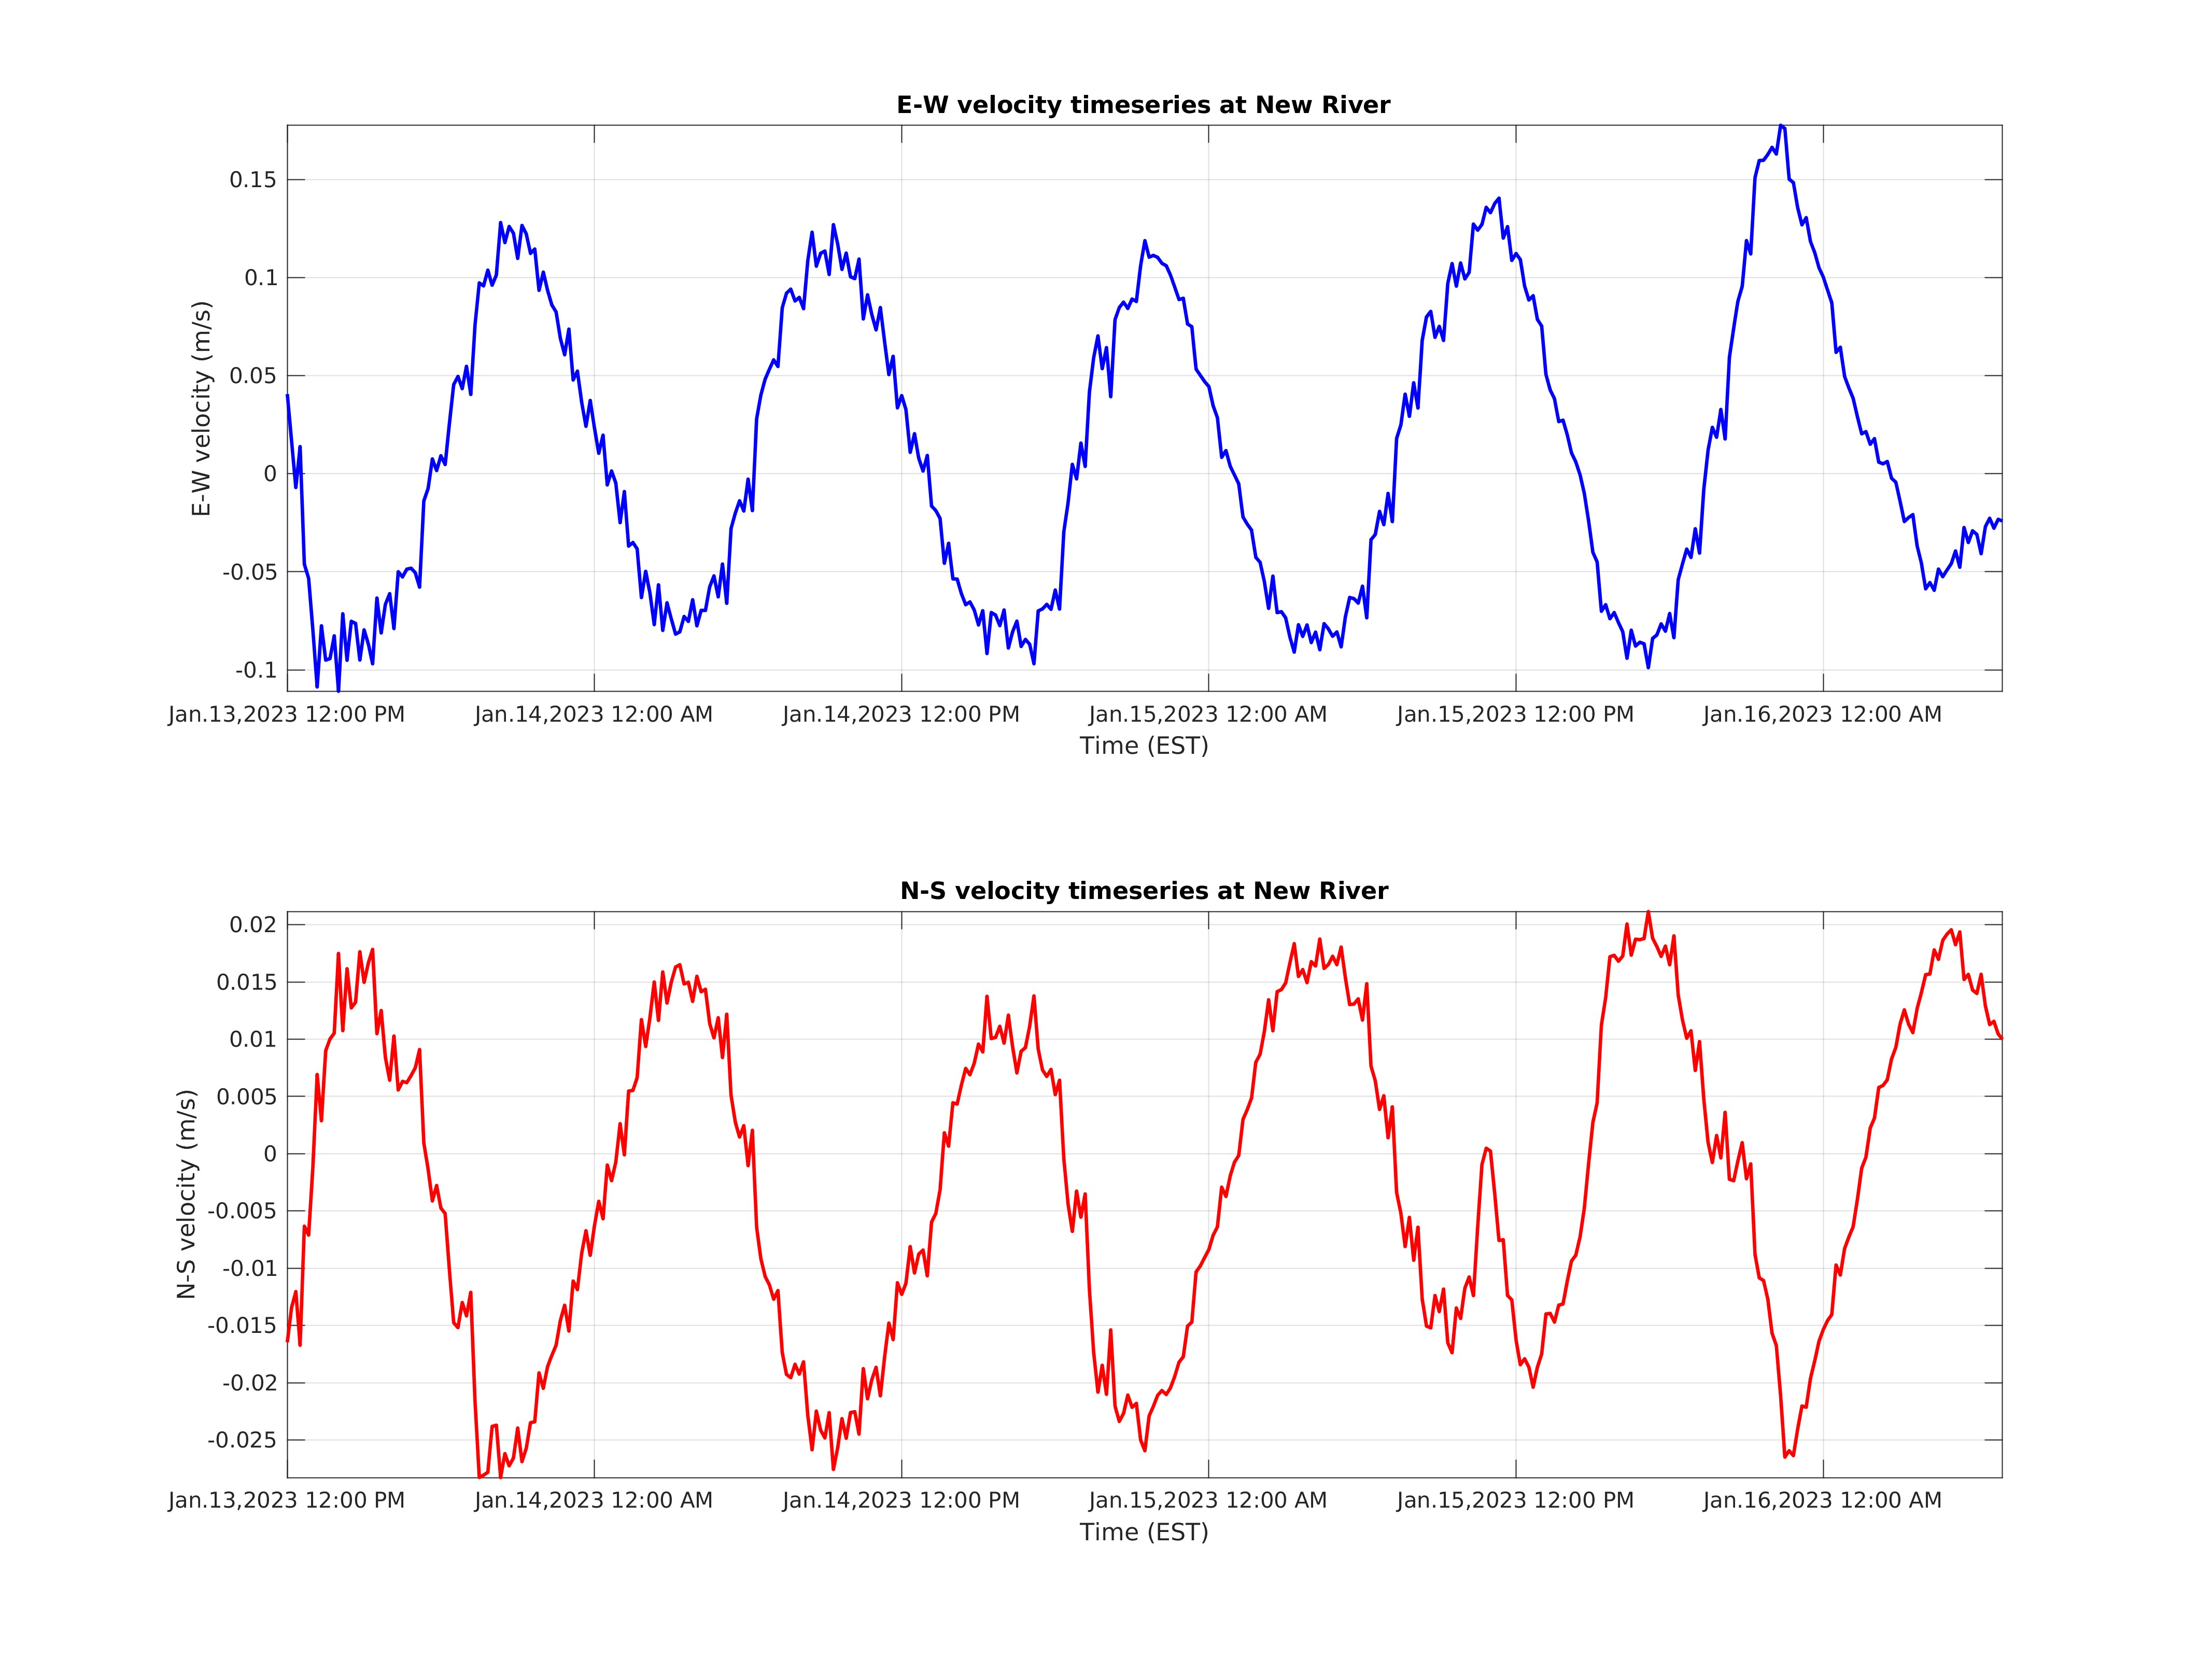 E-W velocity timeseries at New River
E-W velocity (m/s)
0.15
0.1
0.05
0
-0.05
-0.1
Jan.13,2023 12:00 PM Jan.14,2023 12:00 AM Jan.14,2023 12:00 PM Jan.15,2023 12:00 AM Jan.15,2023 12:00 PM Jan.16,2023 12:00 AM
Time (EST)
N-S velocity timeseries at New River
N-S velocity (m/s)
0.02
0.015
0.01
0.005
0
-0.005
-0.01
-0.015
-0.02
-0.025
Jan.13,2023 12:00 PM Jan.14,2023 12:00 AM Jan.14,2023 12:00 PM Jan.15,2023 12:00 AM Jan.15,2023 12:00 PM Jan.16,2023 12:00 AM
Time (EST)